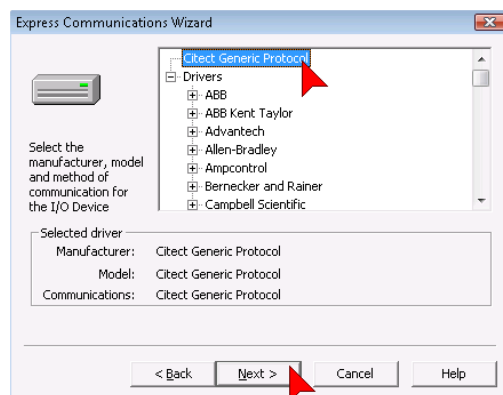 Express Communications Wizard
Citect Generic Protocol
Drivers
ABB
ABB Kent Taylor
Advantech
Allen-Bradley
Ampcontrol
Bernecker and Rainer
Campbell Scientific
Select the
manufacturer, model
and method of
communication for
the I/O Device
Selected driver
Manufacturer: Citect Generic Protocol
Model: Citect Generic Protocol
Communications: Citect Generic Protocol
< Back Next > Cancel Help